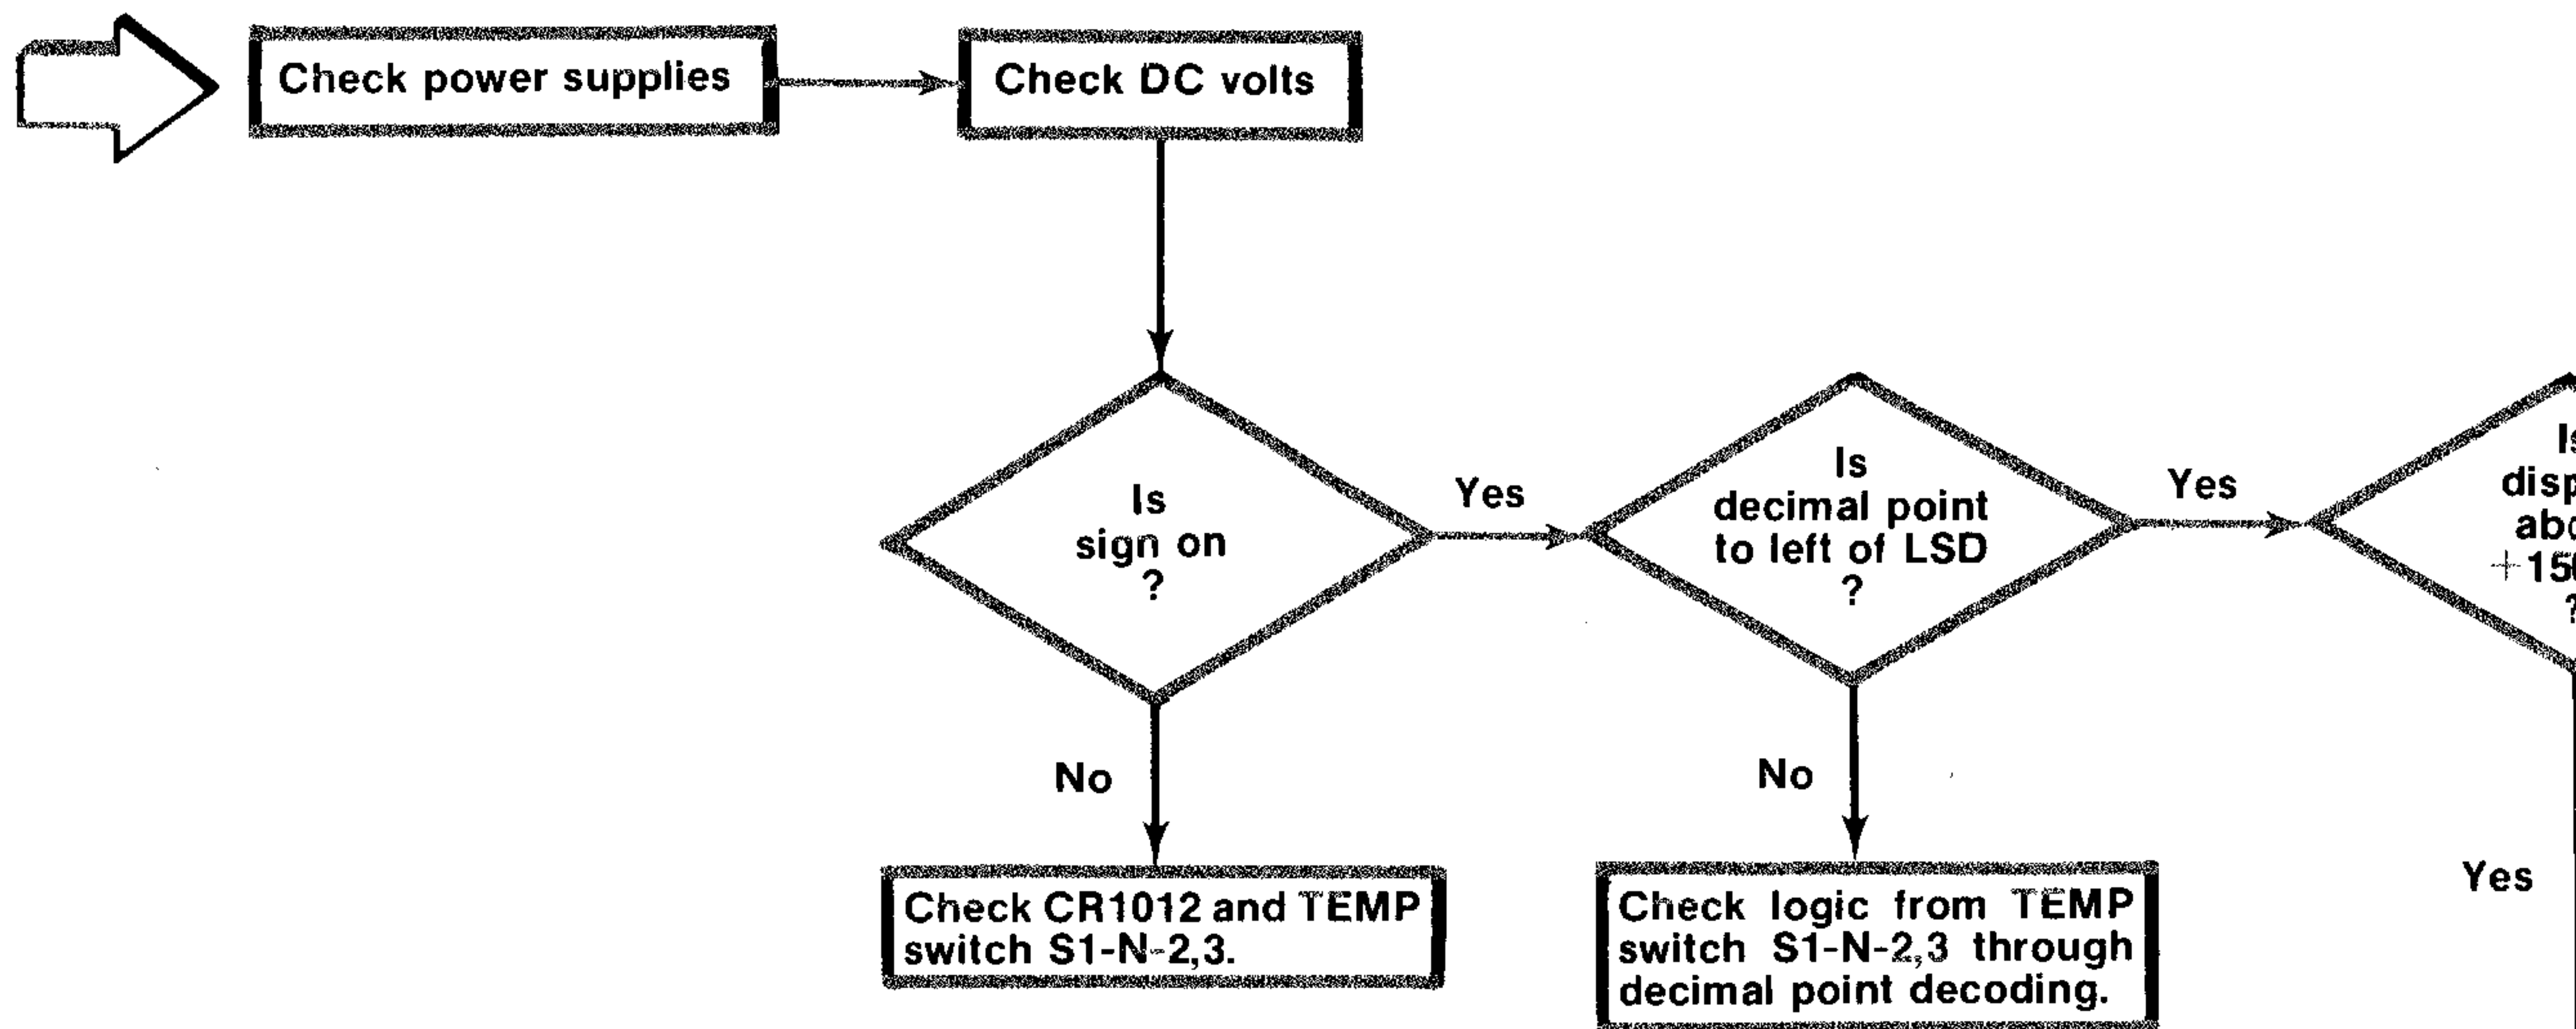 Check power supplies
Check DC volts
Is
sign on
?
Yes
Is
decimal point
to left of LSD
?
Yes
?
No
No
Yes
Check CR1012 and TEMP
switch S1-N-2,3.
Check logic from TEMP
switch S1-N-2,3 through
decimal point decoding.